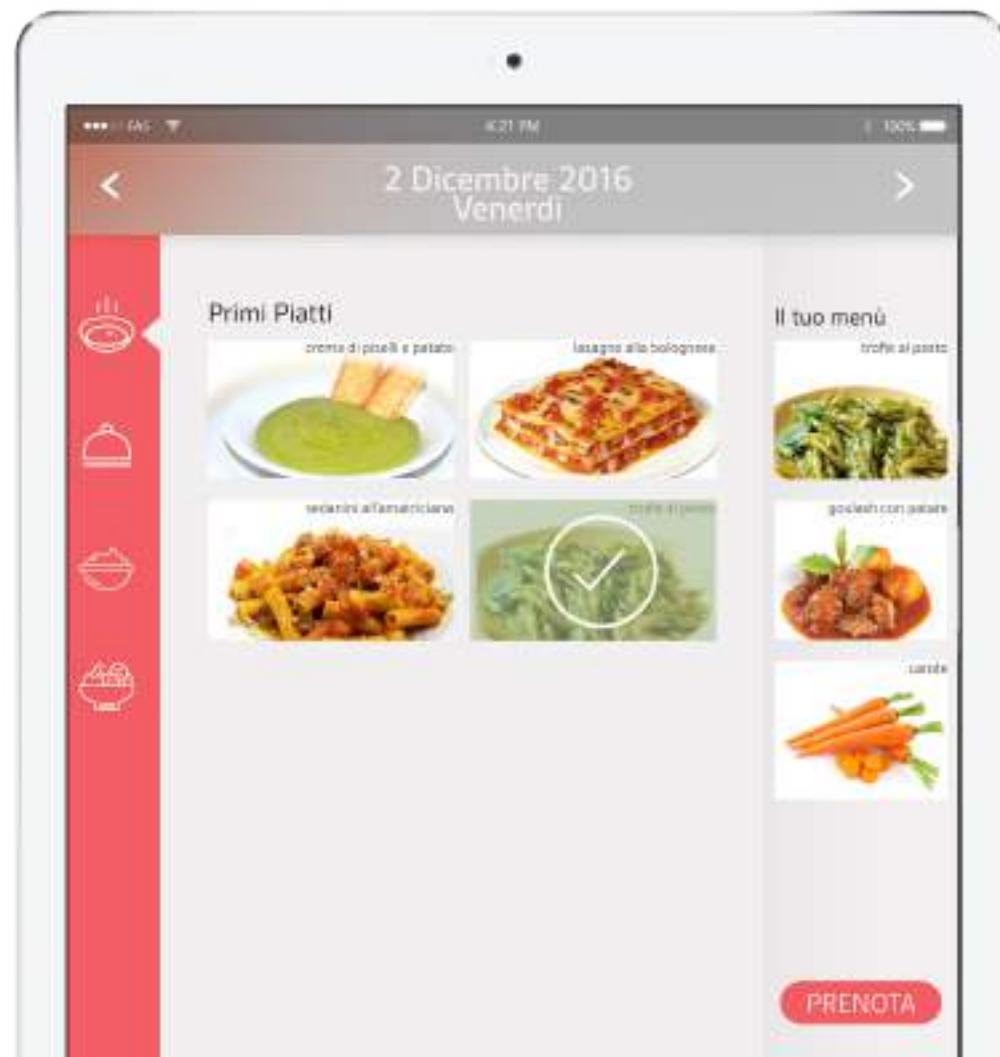 4:21 PM
100%
2 Dicembre 2016
Venerdì
Primi Piatti
crema di piselli e patate
lasagne alla bolognese
sedanini all'amatriciana
trofie al pesto
Il tuo menù
trofie al pesto
goulash con patate
carote
PRENOTA